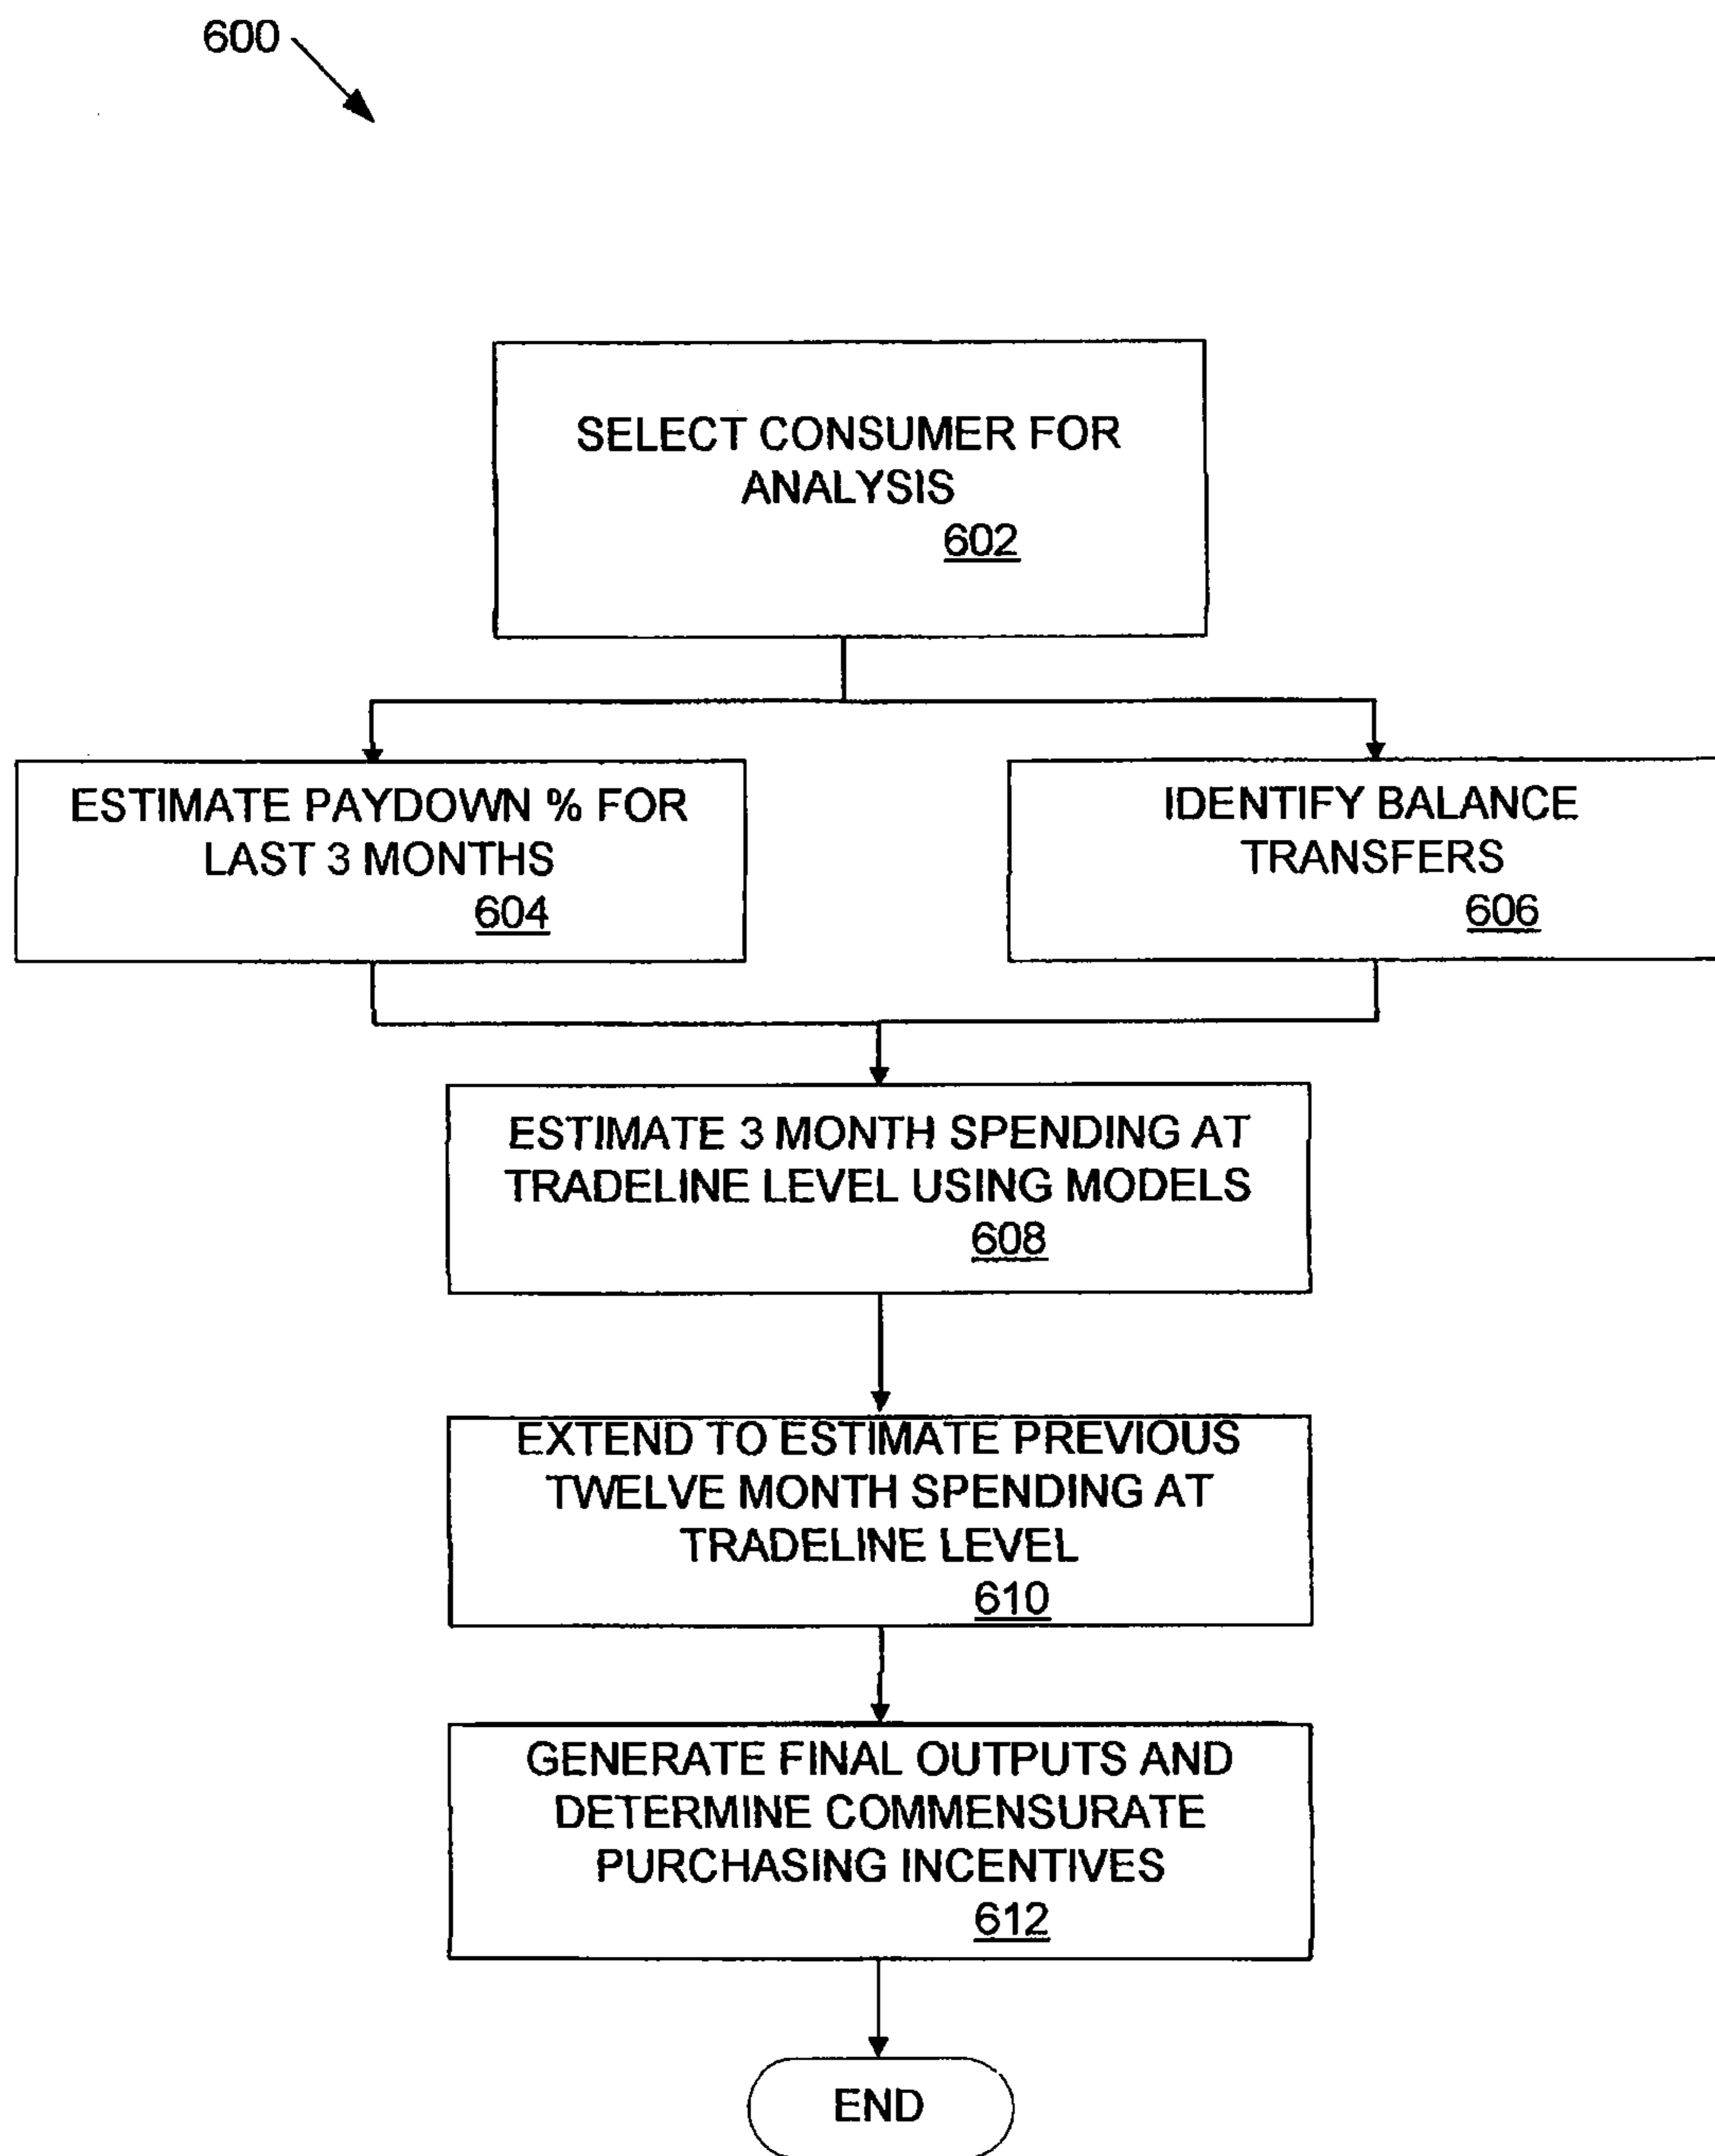 600
SELECT CONSUMER FOR
ANALYSIS
602
ESTIMATE PAYDOWN % FOR
LAST 3 MONTHS
604
IDENTIFY BALANCE
TRANSFERS
606
ESTIMATE 3 MONTH SPENDING AT
TRADELINE LEVEL USING MODELS
608
EXTEND TO ESTIMATE PREVIOUS
TWELVE MONTH SPENDING AT
TRADELINE LEVEL
610
GENERATE FINAL OUTPUTS AND
DETERMINE COMMENSURATE
PURCHASING INCENTIVES
612
END